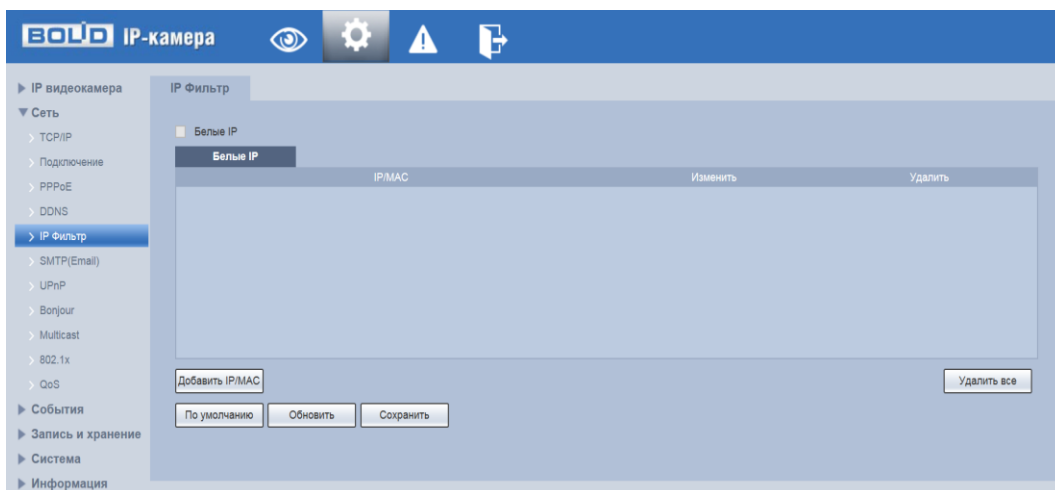 BOLID IP-камера
IP видеокамера
Сеть
TCP/IP
Подключение
PPPoE
DDNS
IP Фильтр
SMTP(Email)
UPnP
Bonjour
Multicast
802.1x
QoS
События
Запись и хранение
Система
Информация
IP Фильтр
Белые IP
Белые IP
IP/MAC Изменить Удалить
Добавить IP/MAC Удалить все
По умолчанию Обновить Сохранить